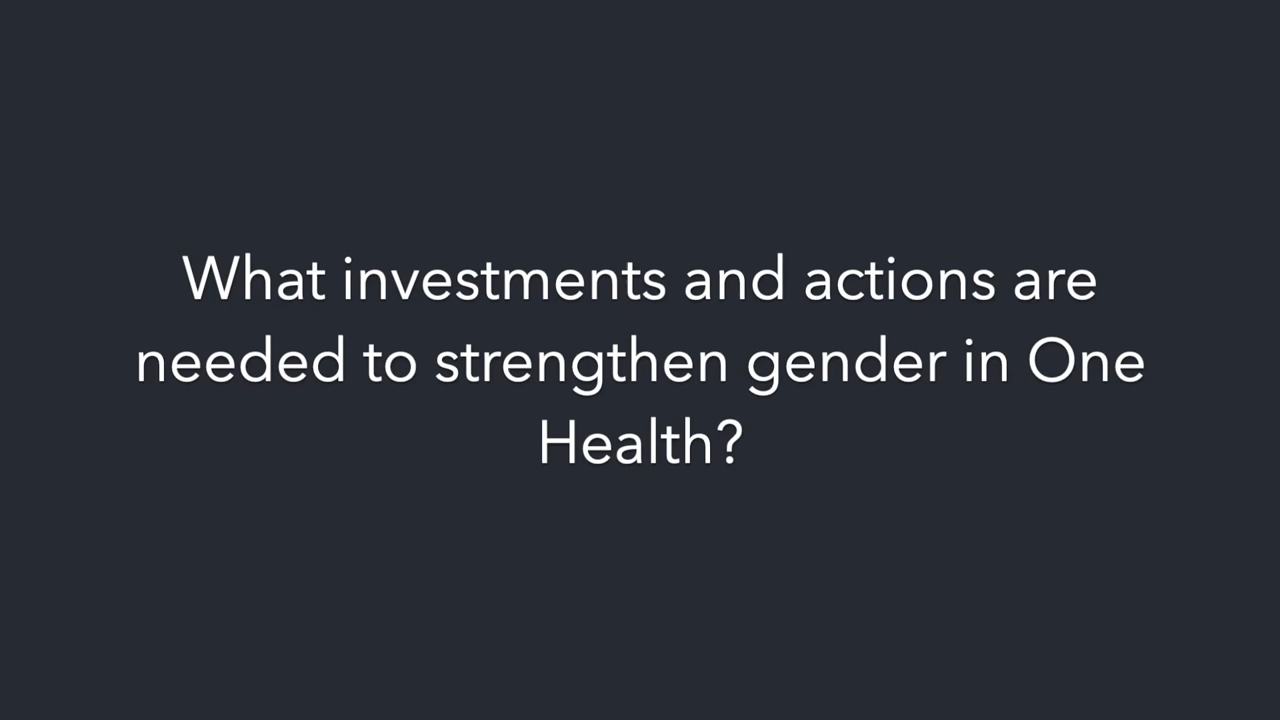 What investments and actions are
needed to strengthen gender in One
Health?